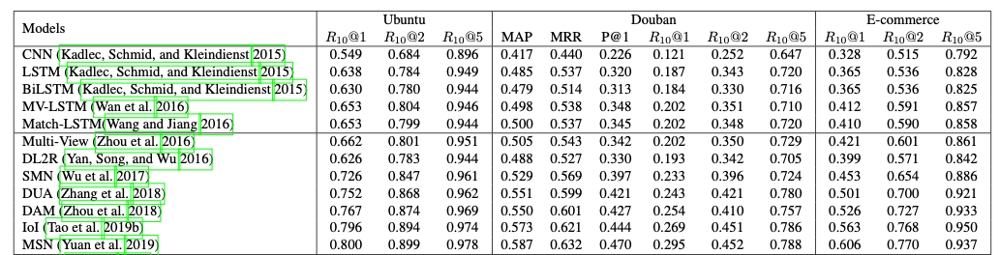 Models Ubuntu Douban E-commerce
R10@1 R10@2 R10@5 MAP MRR P@1 R10@1 R10@2 R10@5 R10@1 R10@2 R10@5
CNN (Kadlec, Schmid, and Kleindienst 2015) 0.549 0.684 0.896 0.417 0.440 0.226 0.121 0.252 0.647 0.328 0.515 0.792
LSTM (Kadlec, Schmid, and Kleindienst 2015) 0.638 0.784 0.949 0.485 0.537 0.320 0.187 0.343 0.720 0.365 0.536 0.828
BiLSTM (Kadlec, Schmid, and Kleindienst 2015) 0.630 0.780 0.944 0.479 0.514 0.313 0.184 0.330 0.716 0.365 0.536 0.825
MV-LSTM (Wan et al. 2016) 0.653 0.804 0.946 0.498 0.538 0.348 0.202 0.351 0.710 0.412 0.591 0.857
Match-LSTM(Wang and Jiang 2016) 0.653 0.799 0.944 0.500 0.537 0.345 0.202 0.348 0.720 0.410 0.590 0.858
Multi-View (Zhou et al. 2016) 0.662 0.801 0.951 0.505 0.543 0.342 0.202 0.350 0.729 0.421 0.601 0.861
DL2R (Yan, Song, and Wu 2016) 0.626 0.783 0.944 0.488 0.527 0.330 0.193 0.342 0.705 0.399 0.571 0.842
SMN (Wu et al. 2017) 0.726 0.847 0.961 0.529 0.569 0.397 0.233 0.396 0.724 0.453 0.654 0.886
DUA (Zhang et al. 2018) 0.752 0.868 0.962 0.551 0.599 0.421 0.243 0.421 0.780 0.501 0.700 0.921
DAM (Zhou et al. 2018) 0.767 0.874 0.969 0.550 0.601 0.427 0.254 0.410 0.757 0.526 0.727 0.933
IoI (Tao et al. 2019b) 0.796 0.894 0.974 0.573 0.621 0.444 0.269 0.451 0.786 0.563 0.768 0.950
MSN (Yuan et al. 2019) 0.800 0.899 0.978 0.587 0.632 0.470 0.295 0.452 0.788 0.606 0.770 0.937